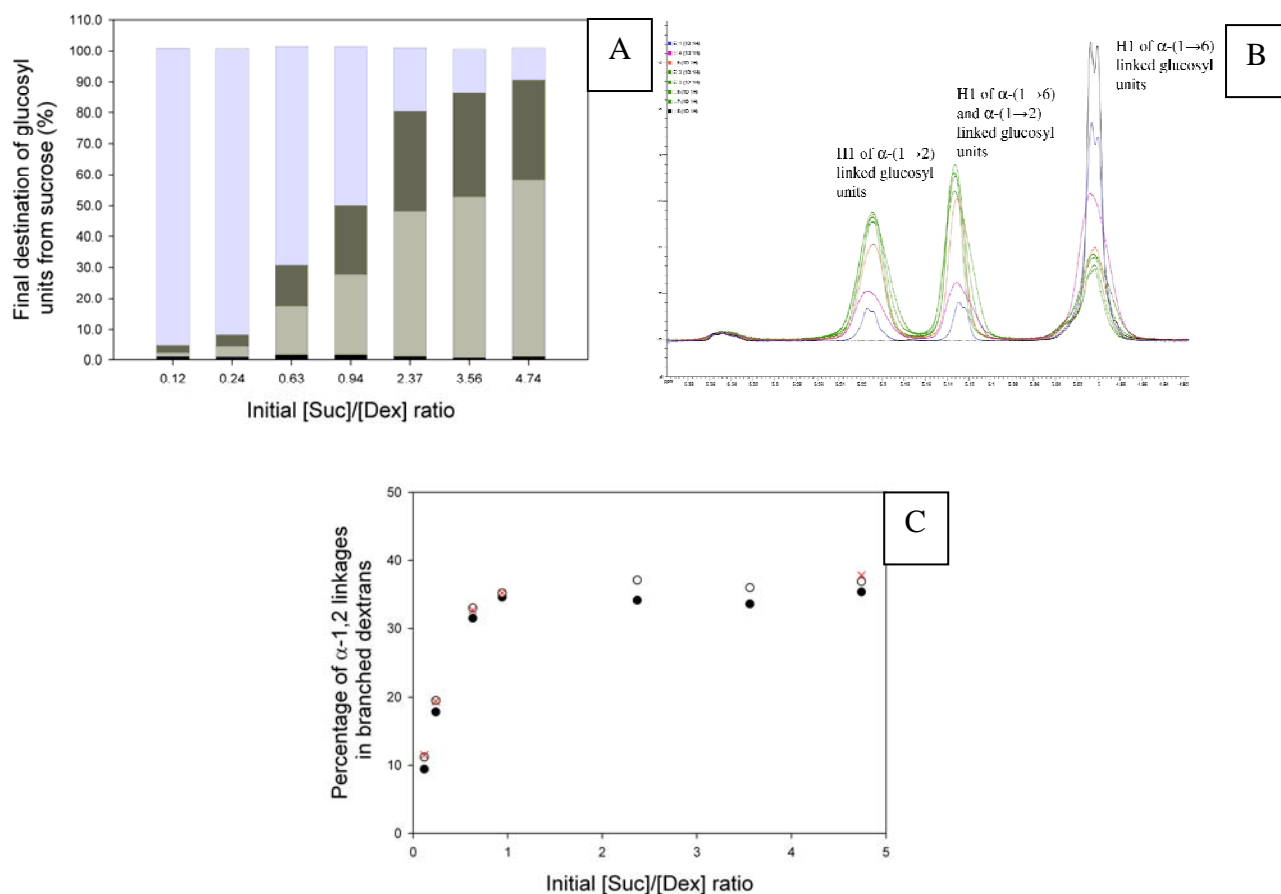 A
110.0
100.0
90.0
80.0
70.0
60.0
50.0
40.0
30.0
20.0
10.0
0.0
Final destination of glucosyl
units from sucrose (%)
0.12 0.24 0.63 0.94 2.37 3.56 4.74
Initial [Suc]/[Dex] ratio
B
H1 of α-(1→2)
linked glucosyl
units
H1 of α-(1→6)
and α-(1→2)
linked glucosyl
units
H1 of α-(1→6)
linked glucosyl
units
C
50
40
30
20
10
0
Percentage of α-1,2 linkages
in branched dextrans
0 1 2 3 4 5
Initial [Suc]/[Dex] ratio